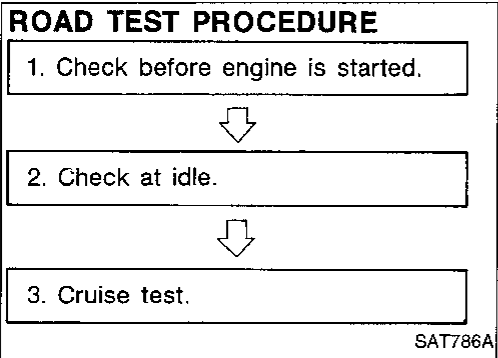 ROAD TEST PROCEDURE
1. Check before engine is started.
2. Check at idle.
3. Cruise test.
SAT786A